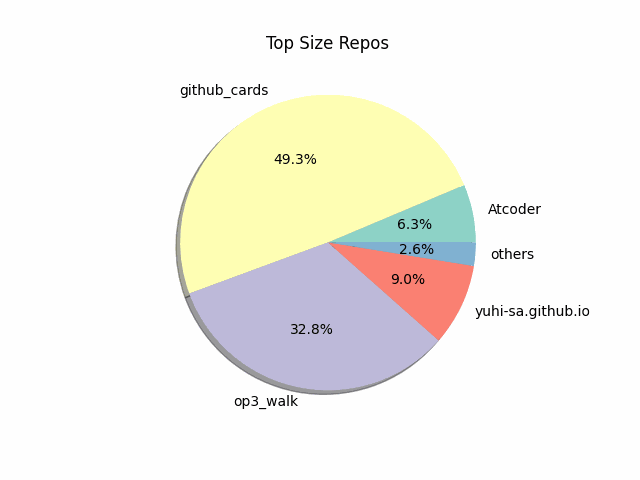 Top Size Repos
github_cards
49.3%
Atcoder
6.3%
2.6%
others
9.0%
yuhi-sa.github.io
32.8%
op3_walk